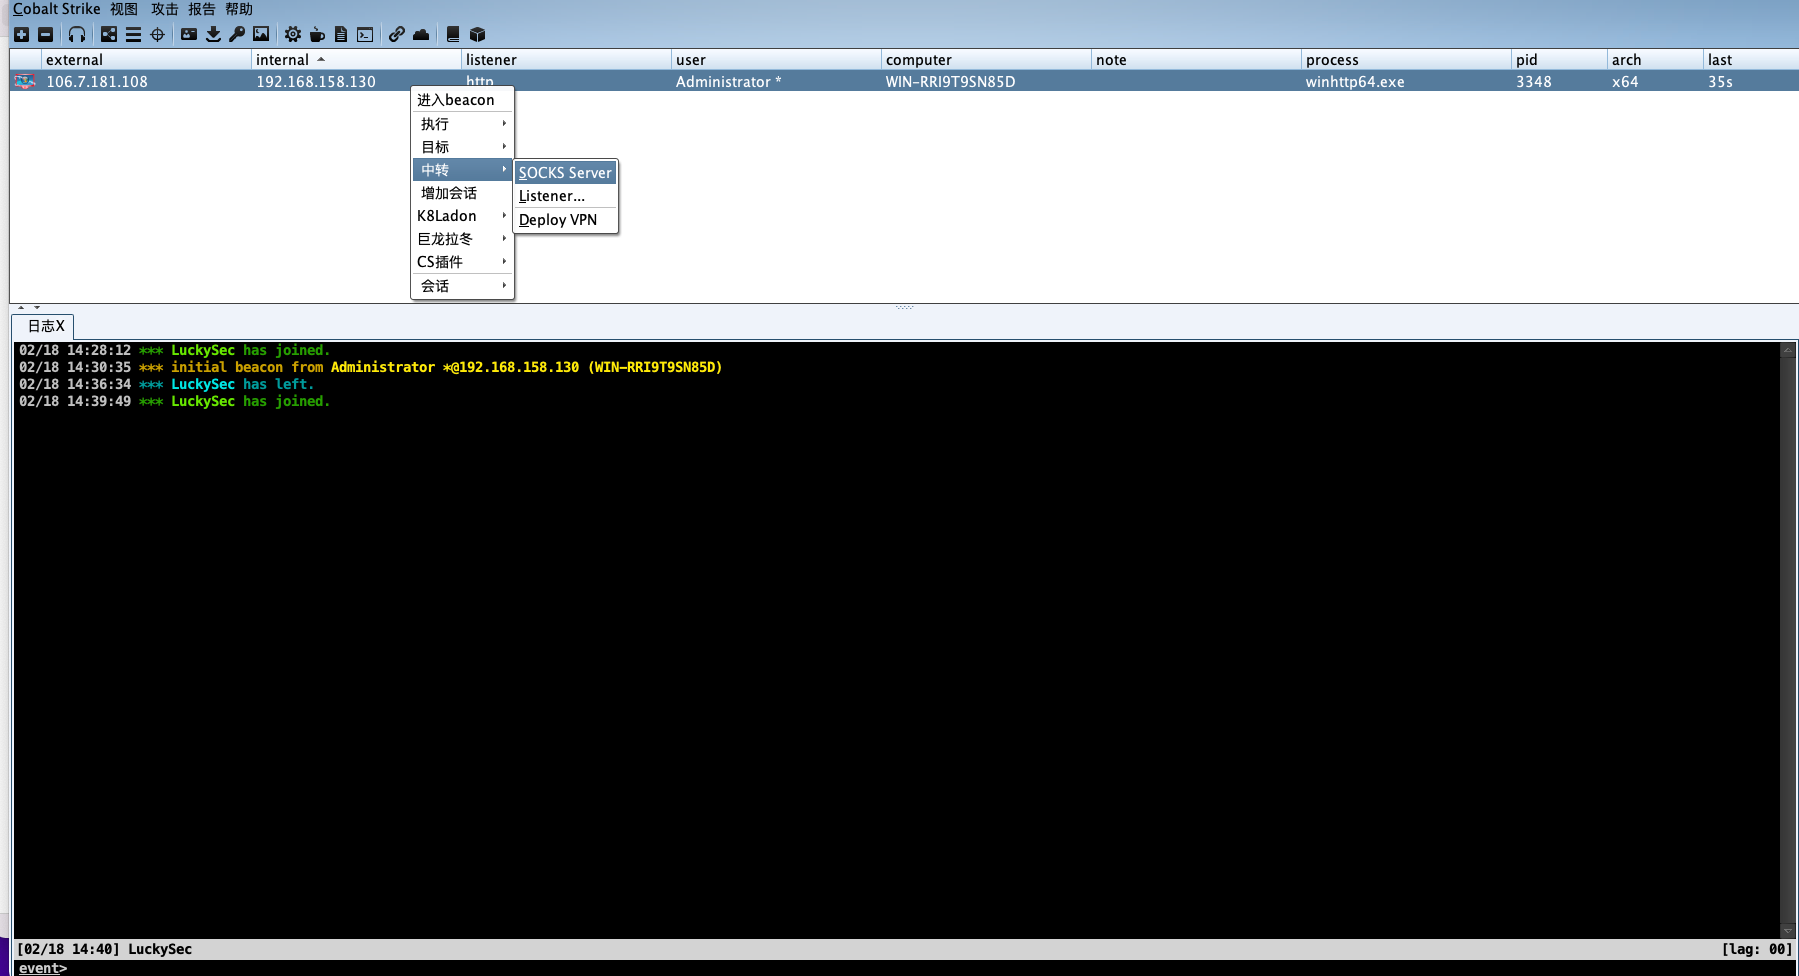 Cobalt Strike 视图 攻击 报告 帮助
external internal listener user computer note process pid arch last
106.7.181.108 192.168.158.130 http Administrator * WIN-RRI9T9SN85D winhttp64.exe 3348 x64 35s
进入beacon
执行
目标
中转
增加会话
K8Ladon
巨龙拉冬
CS插件
会话
SOCKS Server
Listener...
Deploy VPN
日志X
02/18 14:28:12 *** LuckySec has joined.
02/18 14:30:35 *** initial beacon from Administrator *@192.168.158.130 (WIN-RRI9T9SN85D)
02/18 14:36:34 *** LuckySec has left.
02/18 14:39:49 *** LuckySec has joined.
[02/18 14:40] LuckySec [lag: 00]
event>